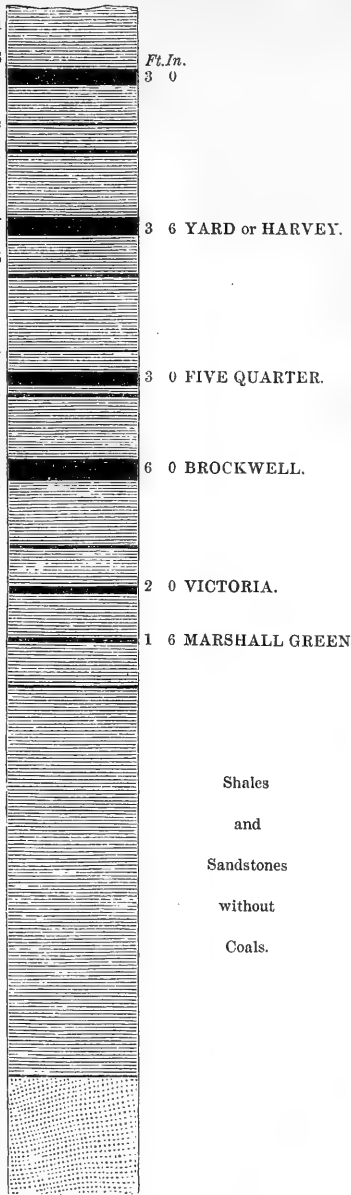 Ft. In.
3 0
3 6 YARD or HARVEY.
3 0 FIVE QUARTER.
6 0 BROCKWELL.
2 0 VICTORIA.
1 6 MARSHALL GREEN
Shales
and
Sandstones
without
Coals.